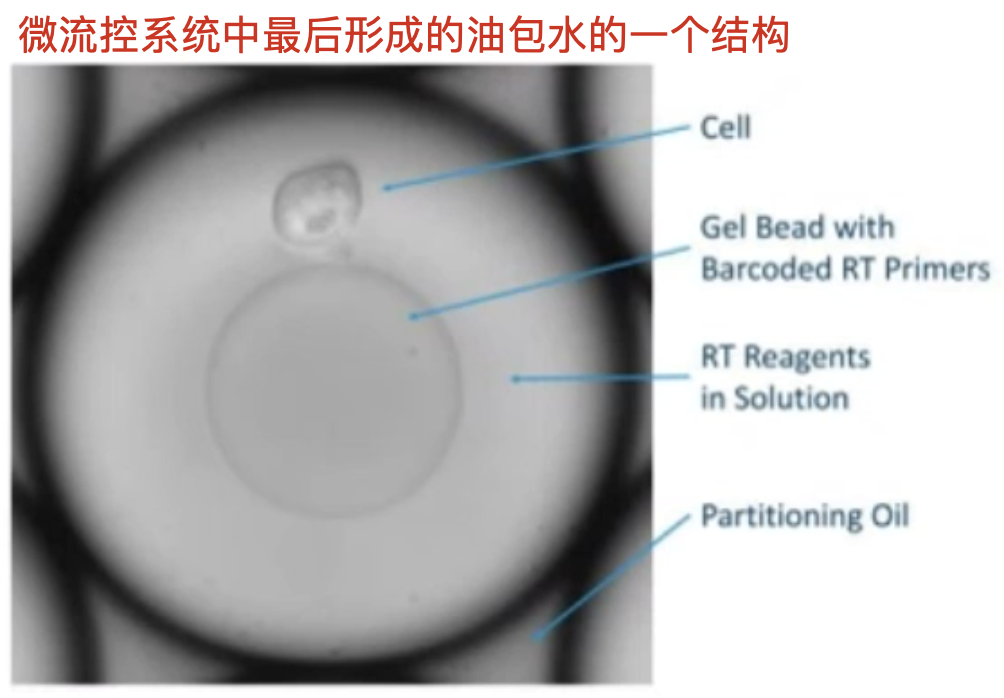 微流控系统中最后形成的油包水的一个结构
Cell
Gel Bead with
Barcoded RT Primers
RT Reagents
in Solution
Partitioning Oil